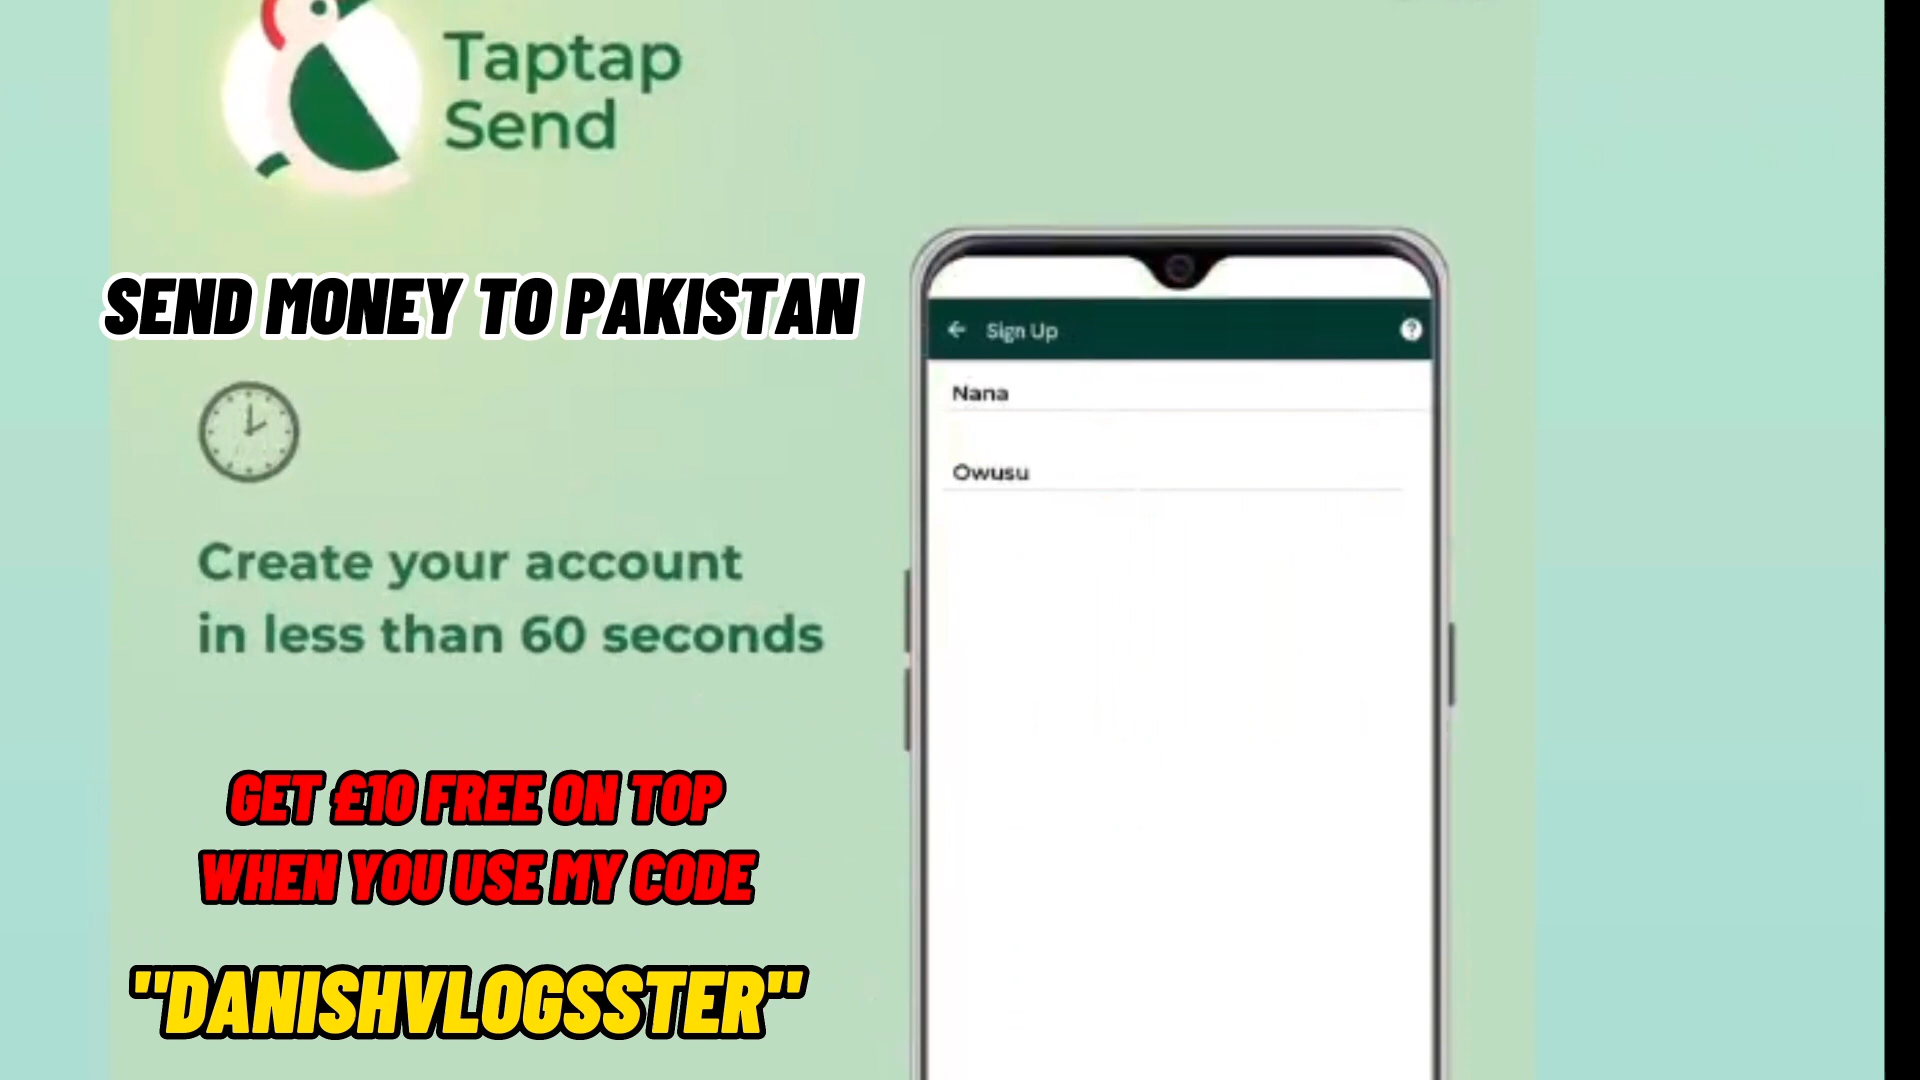 Taptap
Send
SEND MONEY TO PAKISTAN
Create your account
in less than 60 seconds
GET £10 FREE ON TOP
WHEN YOU USE MY CODE
"DANISHVLOGSSTER"
Sign Up
?
Nana
Owusu